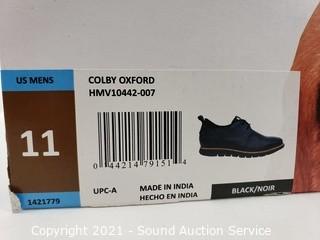 US MENS
11
1421779
COLBY OXFORD
HMV10442-007
0 44214 79151 4
UPC-A
MADE IN INDIA
HECHO EN INDIA
BLACK/NOIR
Copyright 2021 - Sound Auction Service